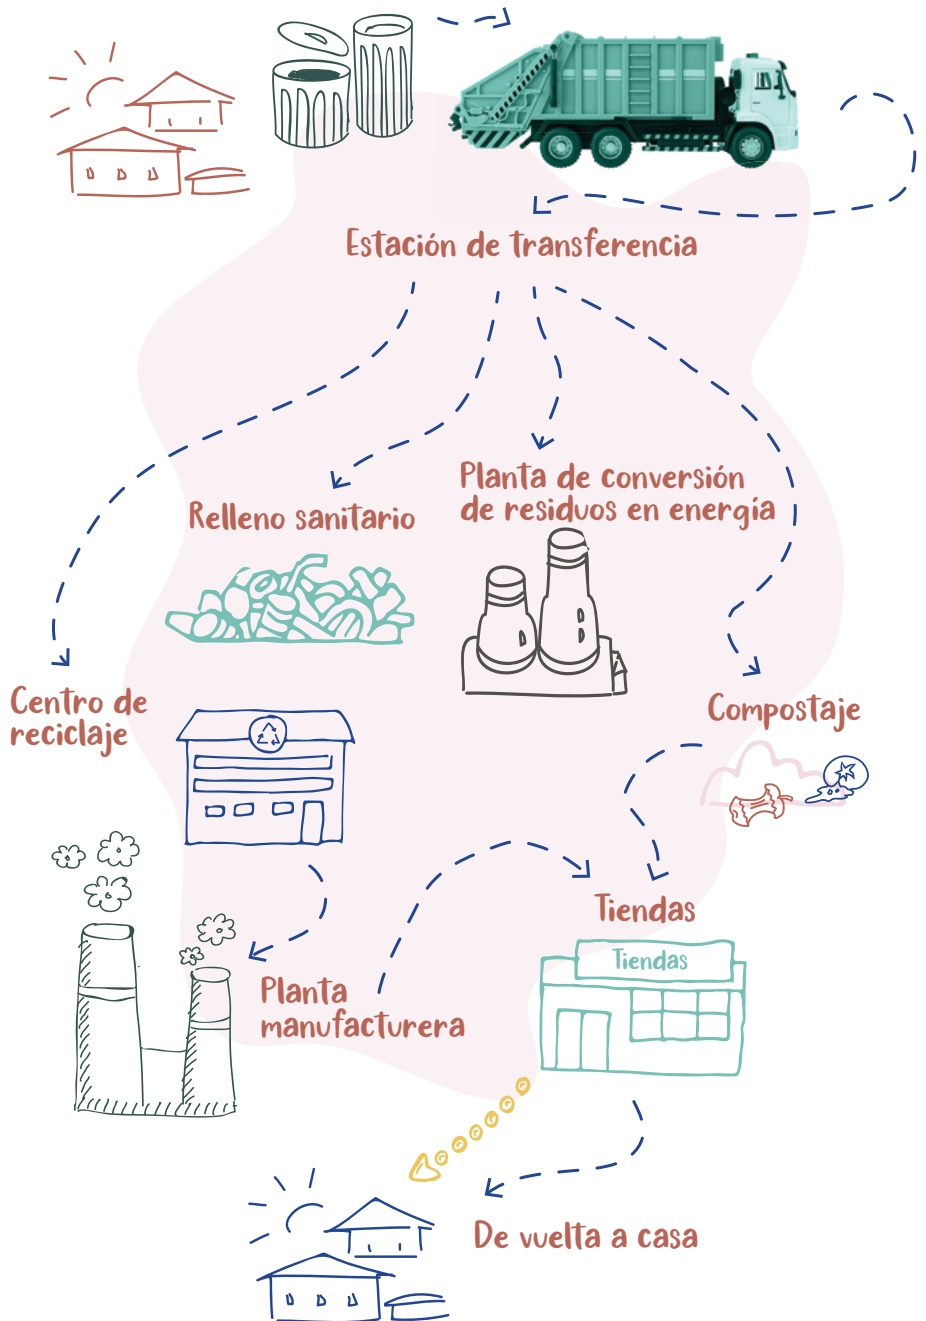 Estación de transferencia
Planta de conversión
de residuos en energía
Relleno sanitario
Centro de
reciclaje
Compostaje
Tiendas
Tiendas
Planta
manufacturera
De vuelta a casa